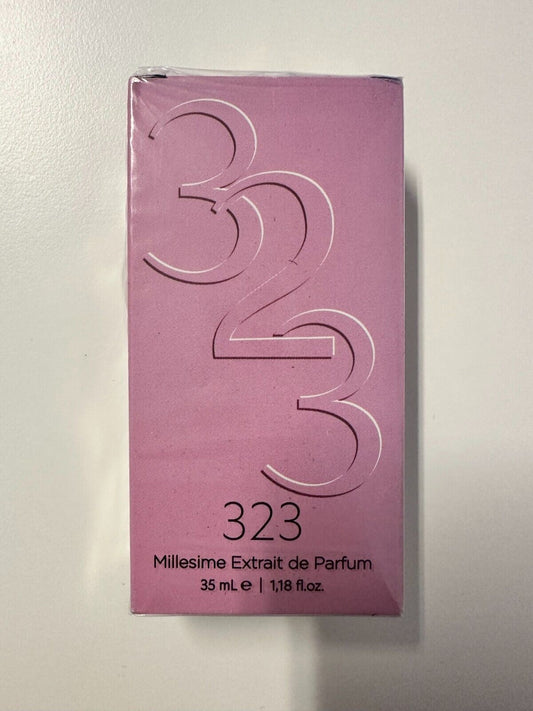 323
323
Millesime Extrait de Parfum
35 mL ℮ | 1,18 fl.oz.